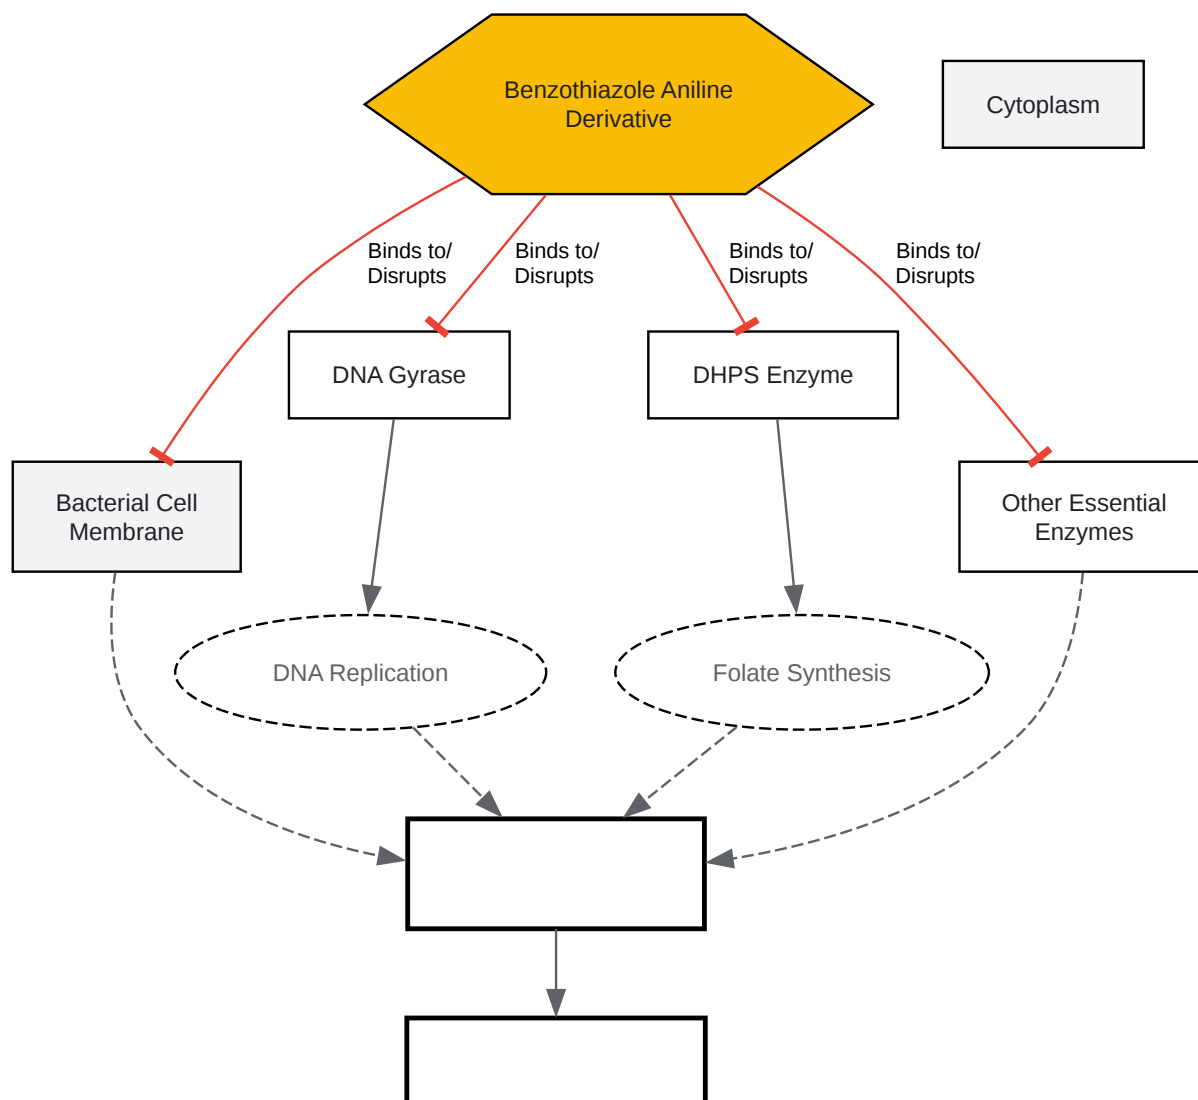 Benzothiazole Aniline
Derivative
Cytoplasm
Binds to/
Disrupts
Binds to/
Disrupts
Binds to/
Disrupts
Binds to/
Disrupts
DNA Gyrase
DHPS Enzyme
Bacterial Cell
Membrane
Other Essential
Enzymes
DNA Replication
Folate Synthesis